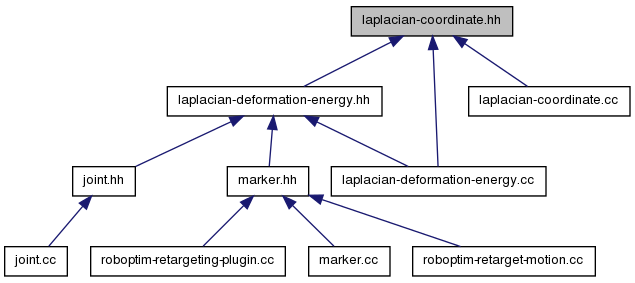 laplacian-coordinate.hh
laplacian-deformation-energy.hh
laplacian-coordinate.cc
joint.hh
marker.hh
laplacian-deformation-energy.cc
joint.cc
roboptim-retargeting-plugin.cc
marker.cc
roboptim-retarget-motion.cc